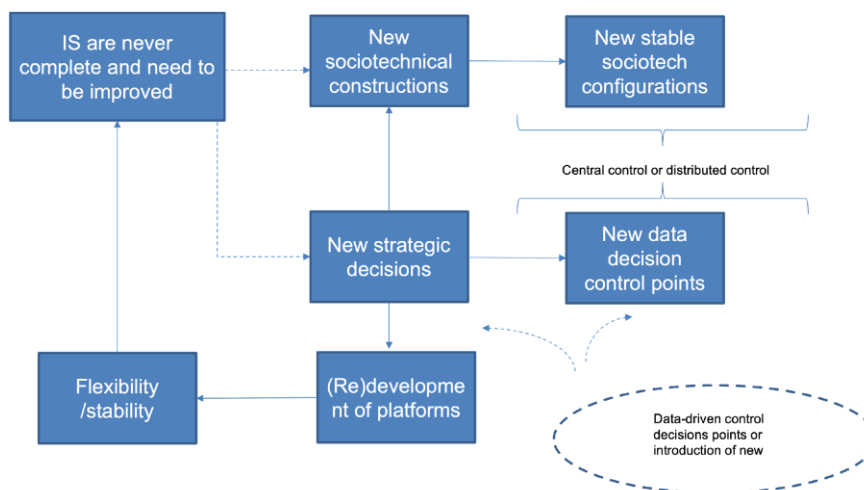 IS are never
complete and need to
be improved
New
sociotechnical
constructions
New stable
sociotech
configurations
Central control or distributed control
New strategic
decisions
New data
decision
control points
Flexibility
/stability
(Re)developme
nt of platforms
Data-driven control
decisions points or
introduction of new